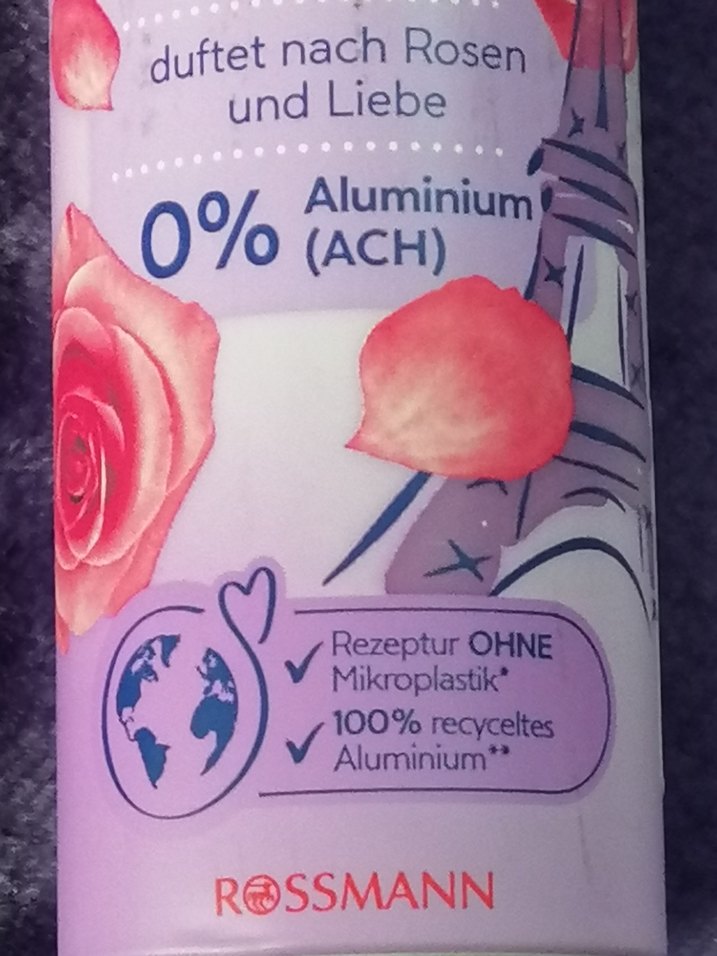 duftet nach Rosen
und Liebe
0% Aluminium
(ACH)
Rezeptur OHNE
Mikroplastik*
100% recyceltes
Aluminium**
ROSSMANN